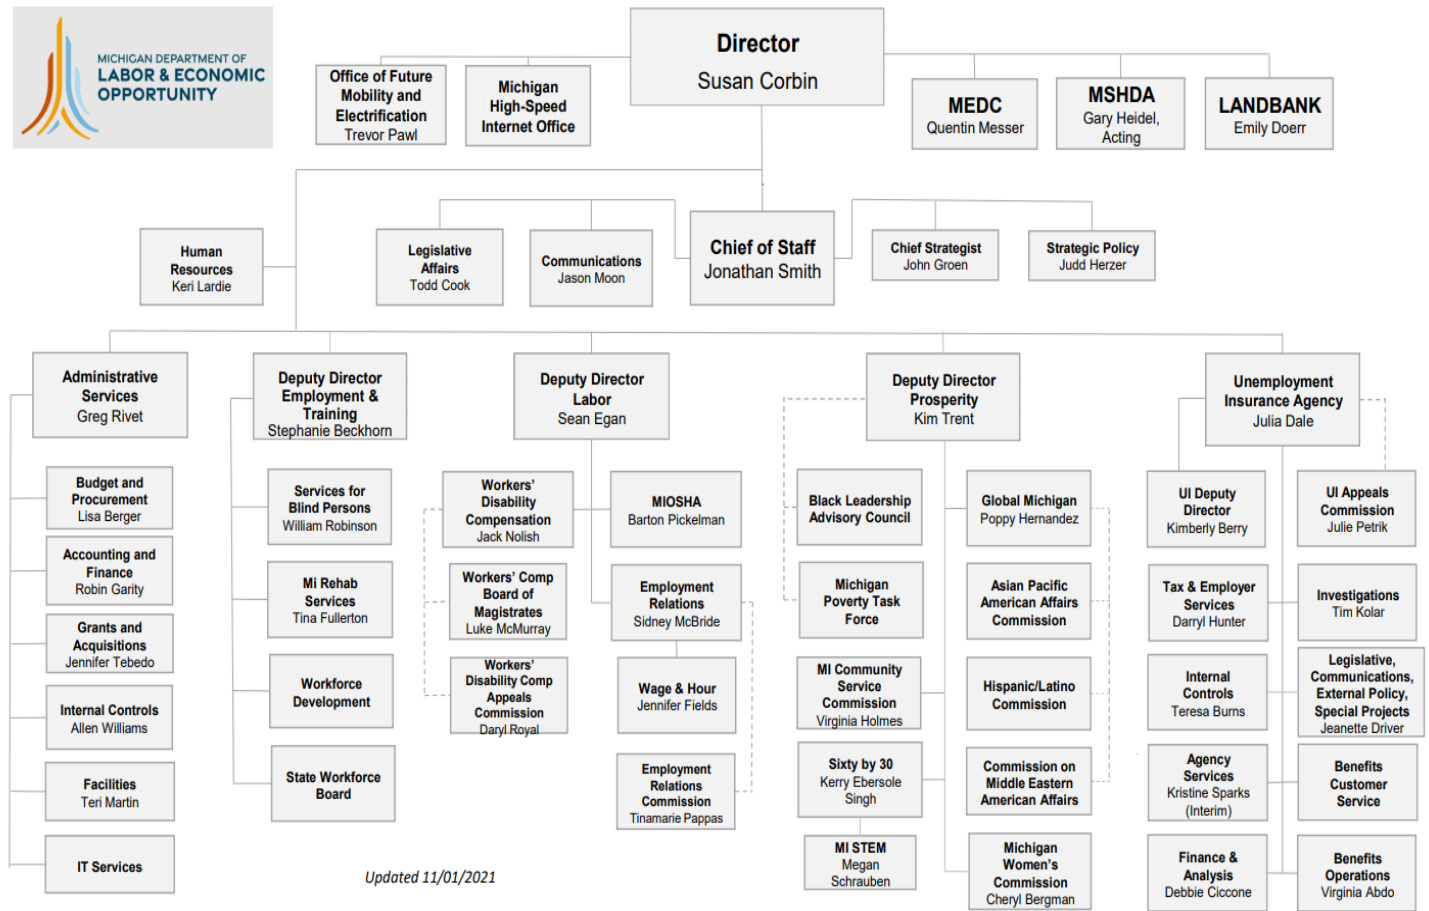 MICHIGAN DEPARTMENT OF
LABOR & ECONOMIC
OPPORTUNITY
Director
Susan Corbin
Office of Future
Mobility and
Electrification
Trevor Pawl
Michigan
High-Speed
Internet Office
MEDC
Quentin Messer
MSHDA
Gary Heidel,
Acting
LANDBANK
Emily Doerr
Human
Resources
Keri Lardie
Legislative
Affairs
Todd Cook
Communications
Jason Moon
Chief of Staff
Jonathan Smith
Chief Strategist
John Groen
Strategic Policy
Judd Herzer
Administrative
Services
Greg Rivet
Budget and
Procurement
Lisa Berger
Accounting and
Finance
Robin Garity
Grants and
Acquisitions
Jennifer Tebedo
Internal Controls
Allen Williams
Facilities
Teri Martin
IT Services
Deputy Director
Employment &
Training
Stephanie Beckhorn
Services for
Blind Persons
William Robinson
Mi Rehab
Services
Tina Fullerton
Workforce
Development
State Workforce
Board
Deputy Director
Labor
Sean Egan
Workers'
Disability
Compensation
Jack Nolish
Workers' Comp
Board of
Magistrates
Luke McMurray
Workers'
Disability Comp
Appeals
Commission
Daryl Royal
MIOSHA
Barton Pickelman
Employment
Relations
Sidney McBride
Wage & Hour
Jennifer Fields
Employment
Relations
Commission
Tinamarie Pappas
Deputy Director
Prosperity
Kim Trent
Black Leadership
Advisory Council
Michigan
Poverty Task
Force
MI Community
Service
Commission
Virginia Holmes
Sixty by 30
Kerry Ebersole
Singh
MI STEM
Megan
Schrauben
Global Michigan
Poppy Hernandez
Asian Pacific
American Affairs
Commission
Hispanic/Latino
Commission
Commission on
Middle Eastern
American Affairs
Michigan
Women's
Commission
Cheryl Bergman
Unemployment
Insurance Agency
Julia Dale
UI Deputy
Director
Kimberly Berry
Tax & Employer
Services
Darryl Hunter
Internal
Controls
Teresa Burns
Agency
Services
Kristine Sparks
(Interim)
Finance &
Analysis
Debbie Ciccone
UI Appeals
Commission
Julie Petrik
Investigations
Tim Kolar
Legislative,
Communications,
External Policy,
Special Projects
Jeanette Driver
Benefits
Customer
Service
Benefits
Operations
Virginia Abdo
Updated 11/01/2021